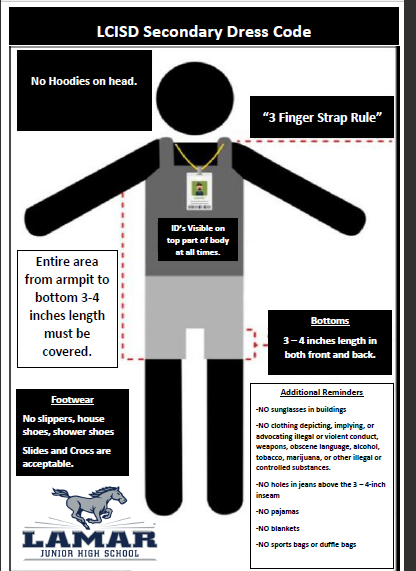 LCISD Secondary Dress Code
No Hoodies on head.
“3 Finger Strap Rule”
ID's Visible on
top part of body
at all times.
Entire area
from armpit to
bottom 3-4
inches length
must be
covered.
Bottoms
3 – 4 inches length in
both front and back.
Footwear
No slippers, house
shoes, shower shoes
Slides and Crocs are
acceptable.
Additional Reminders
-NO sunglasses in buildings
-NO clothing depicting, implying, or
advocating illegal or violent conduct,
weapons, obscene language, alcohol,
tobacco, marijuana, or other illegal or
controlled substances.
-NO holes in jeans above the 3 – 4-inch
inseam
-NO pajamas
-NO blankets
-NO sports bags or duffle bags
LAMAR
JUNIOR HIGH SCHOOL